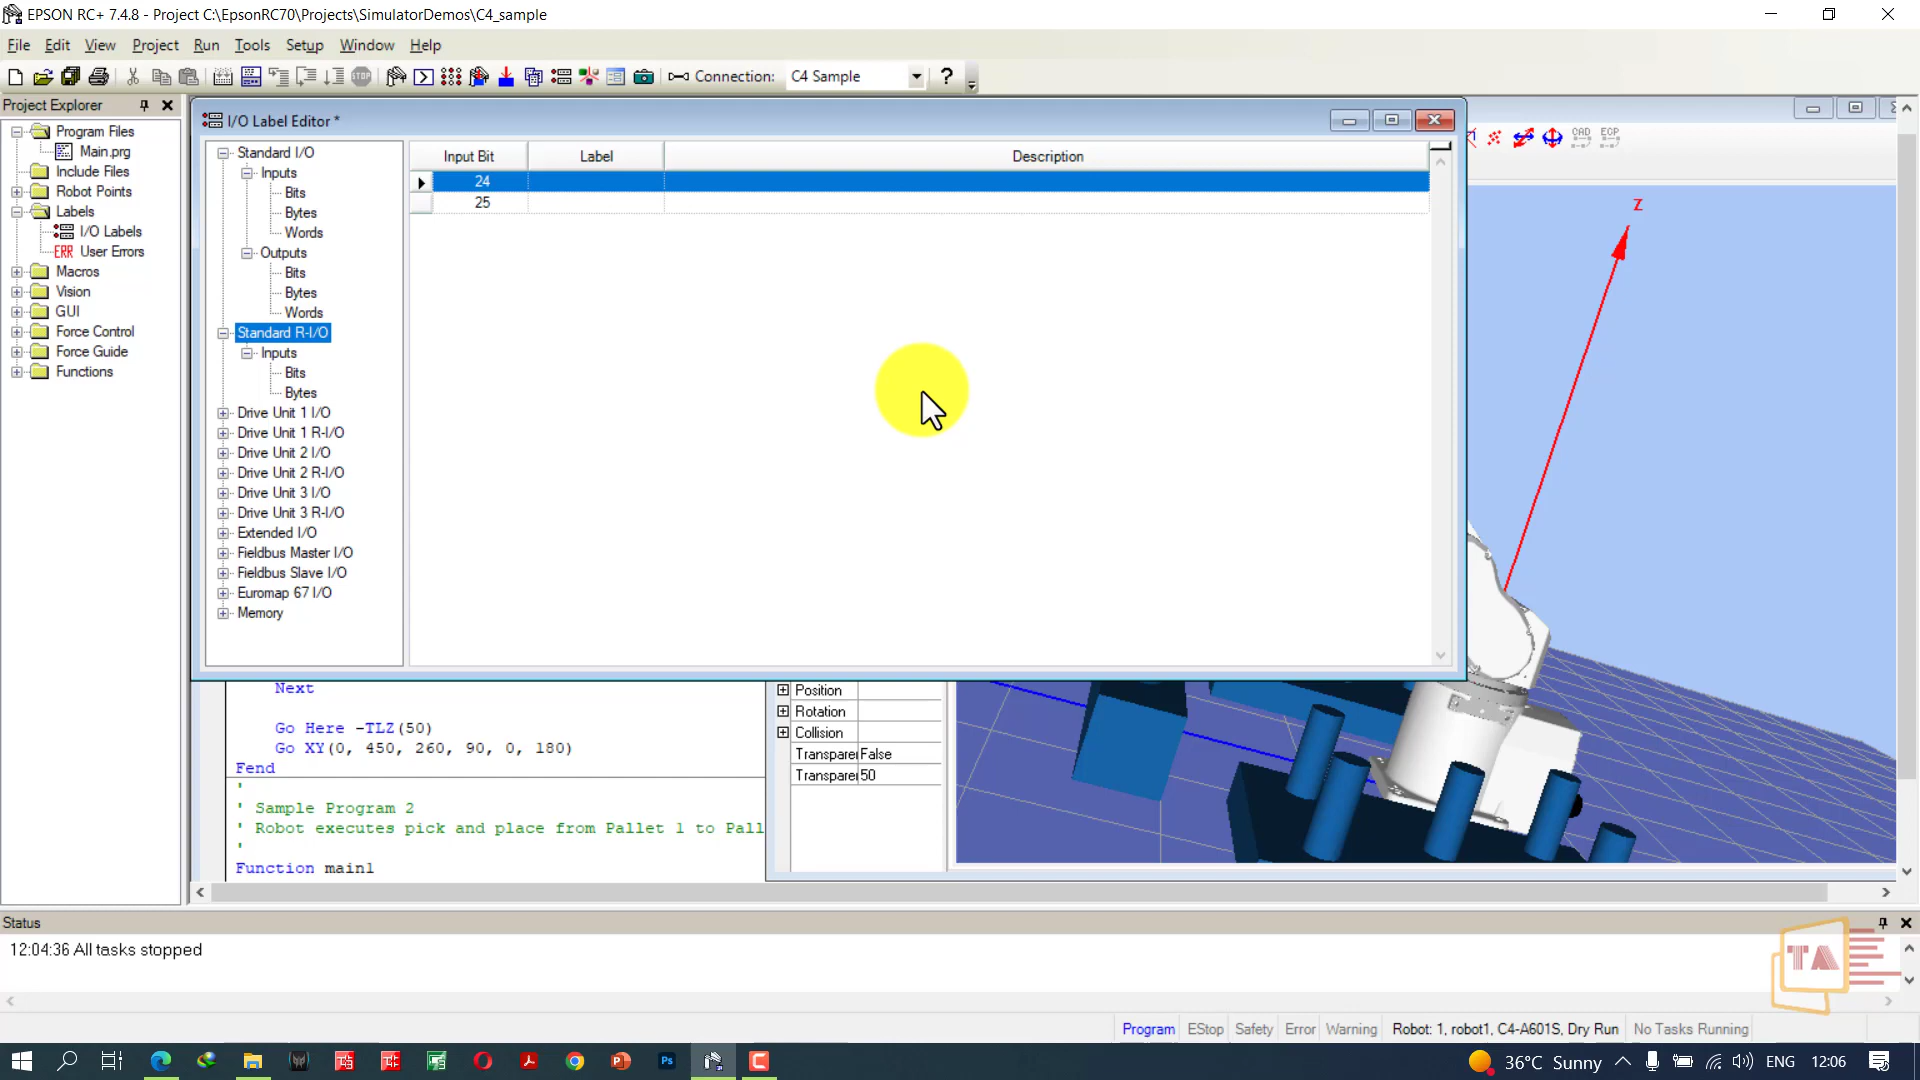 EPSON RC+ 7.4.8 - Project C:\EpsonRC70\Projects\SimulatorDemos\C4_sample
File Edit View Project Run Tools Setup Window Help
Connection: C4 Sample ?
Project Explorer
Program Files
Main.prg
Include Files
Robot Points
Labels
I/O Labels
ERR User Errors
Macros
Vision
GUI
Force Control
Force Guide
Functions
I/O Label Editor *
Standard I/O
Inputs
Bits
Bytes
Words
Outputs
Bits
Bytes
Words
Standard R-I/O
Inputs
Bits
Bytes
Drive Unit 1 I/O
Drive Unit 1 R-I/O
Drive Unit 2 I/O
Drive Unit 2 R-I/O
Drive Unit 3 I/O
Drive Unit 3 R-I/O
Extended I/O
Fieldbus Master I/O
Fieldbus Slave I/O
Euromap 67 I/O
Memory
Input Bit Label Description
24
25
CAD ECP
Z
Next
Go Here -TLZ(50)
Go XY(0, 450, 260, 90, 0, 180)
Fend
'
' Sample Program 2
' Robot executes pick and place from Pallet 1 to Pall
'
Function main1
Position
Rotation
Collision
Transparei False
Transparei 50
Status
12:04:36 All tasks stopped
TA
Program EStop Safety Error Warning Robot: 1, robot1, C4-A601S, Dry Run No Tasks Running
36°C Sunny ENG 12:06